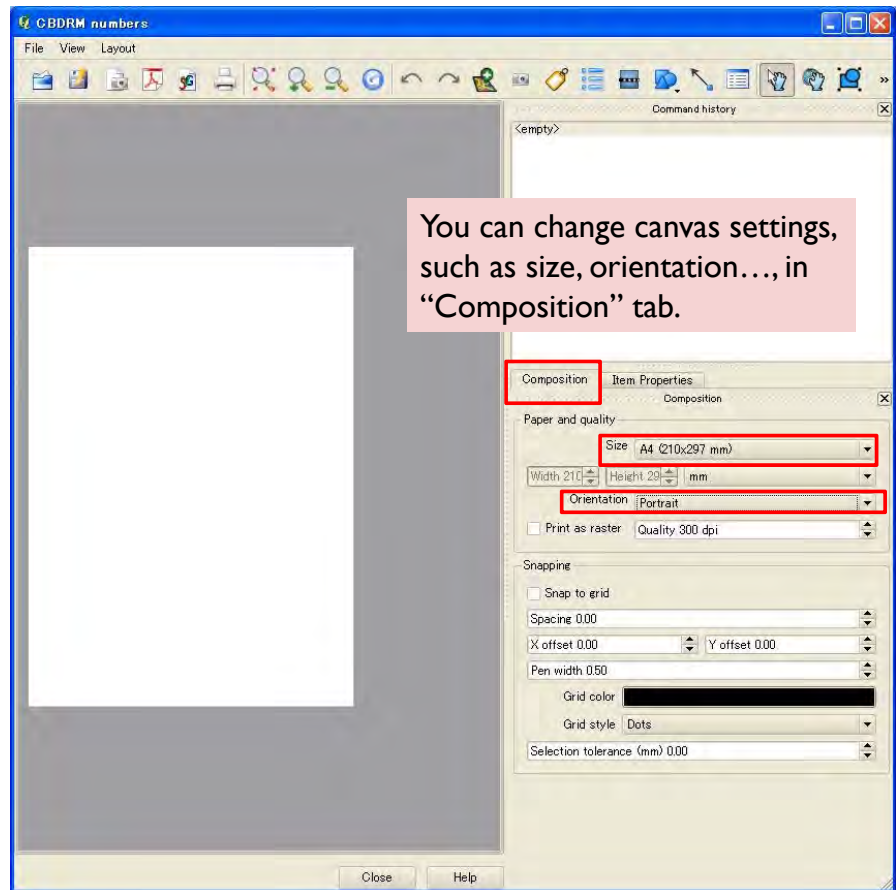 CBDRM numbers
File View Layout
Command history
<empty>
You can change canvas settings,
such as size, orientation…, in
“Composition” tab.
Composition Item Properties
Composition
Paper and quality
Size A4 (210x297 mm)
Width 210 Height 29 mm
Orientation Portrait
Print as raster Quality 300 dpi
Snapping
Snap to grid
Spacing 0.00
X offset 0.00 Y offset 0.00
Pen width 0.50
Grid color
Grid style Dots
Selection tolerance (mm) 0.00
Close Help